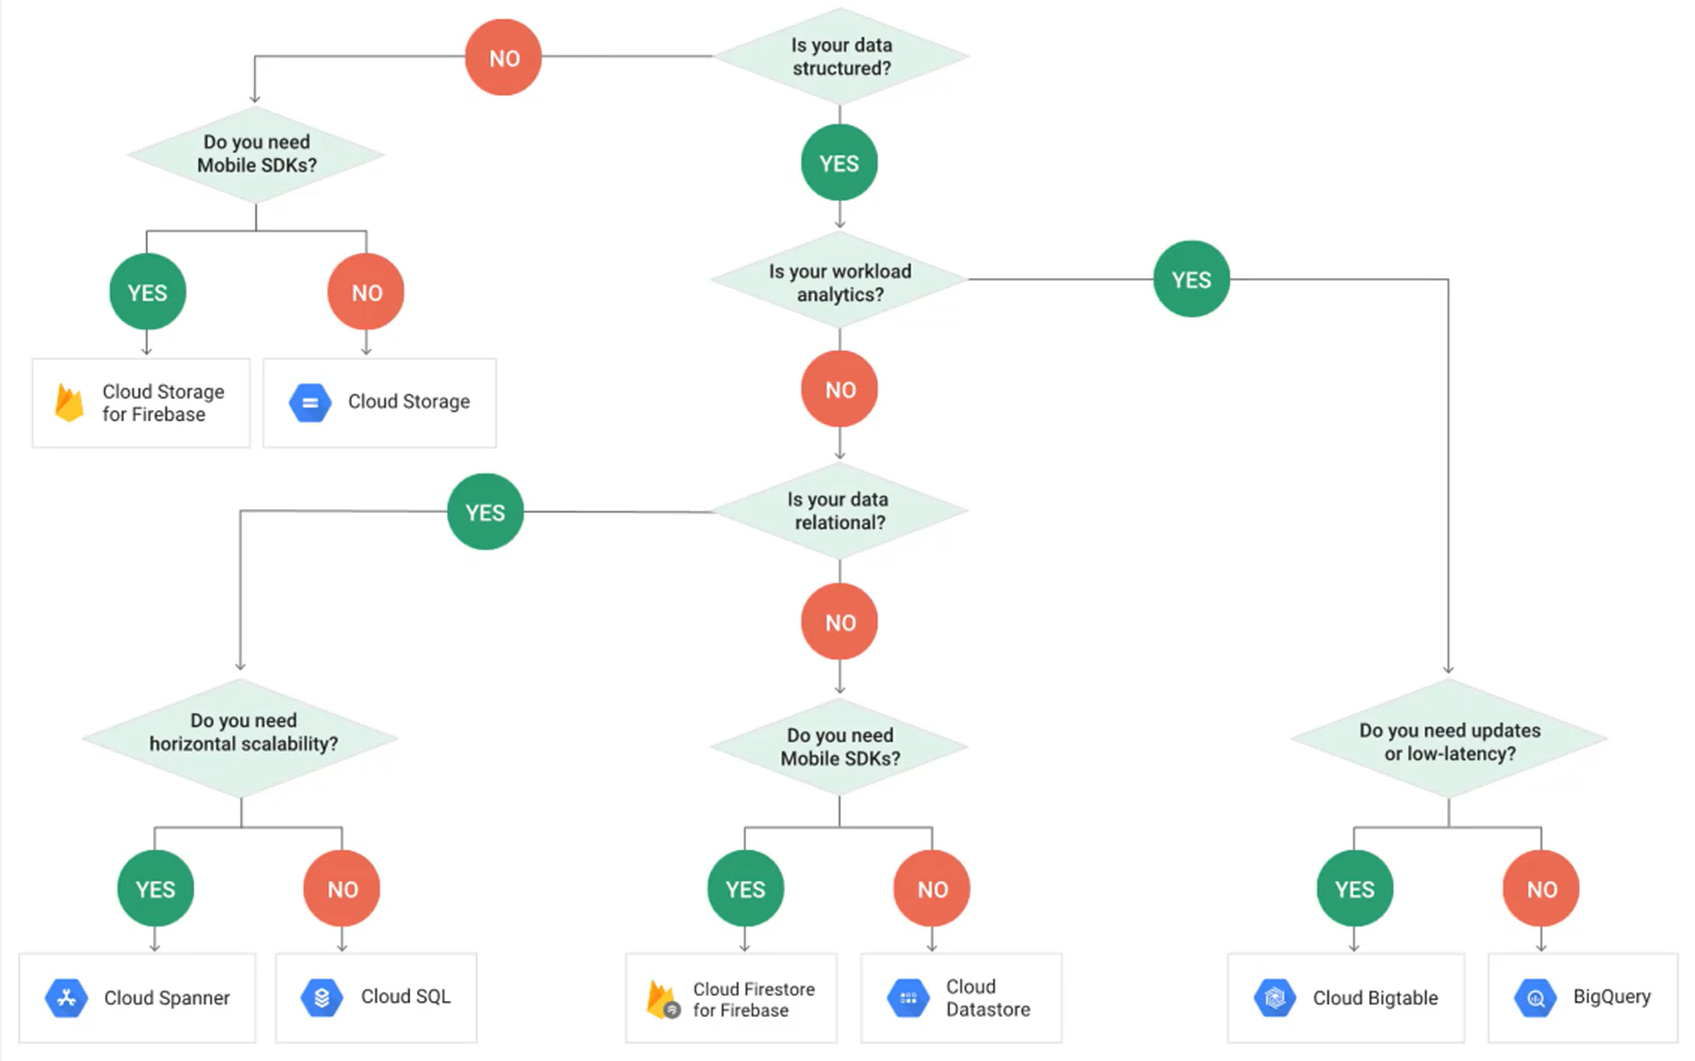 Is your data
structured?
NO
YES
Do you need
Mobile SDKs?
YES
NO
Cloud Storage
for Firebase
Cloud Storage
Is your workload
analytics?
YES
NO
Is your data
relational?
YES
NO
Do you need
horizontal scalability?
YES
NO
Cloud Spanner
Cloud SQL
Do you need
Mobile SDKs?
YES
NO
Cloud Firestore
for Firebase
Cloud
Datastore
Do you need updates
or low-latency?
YES
NO
Cloud Bigtable
BigQuery